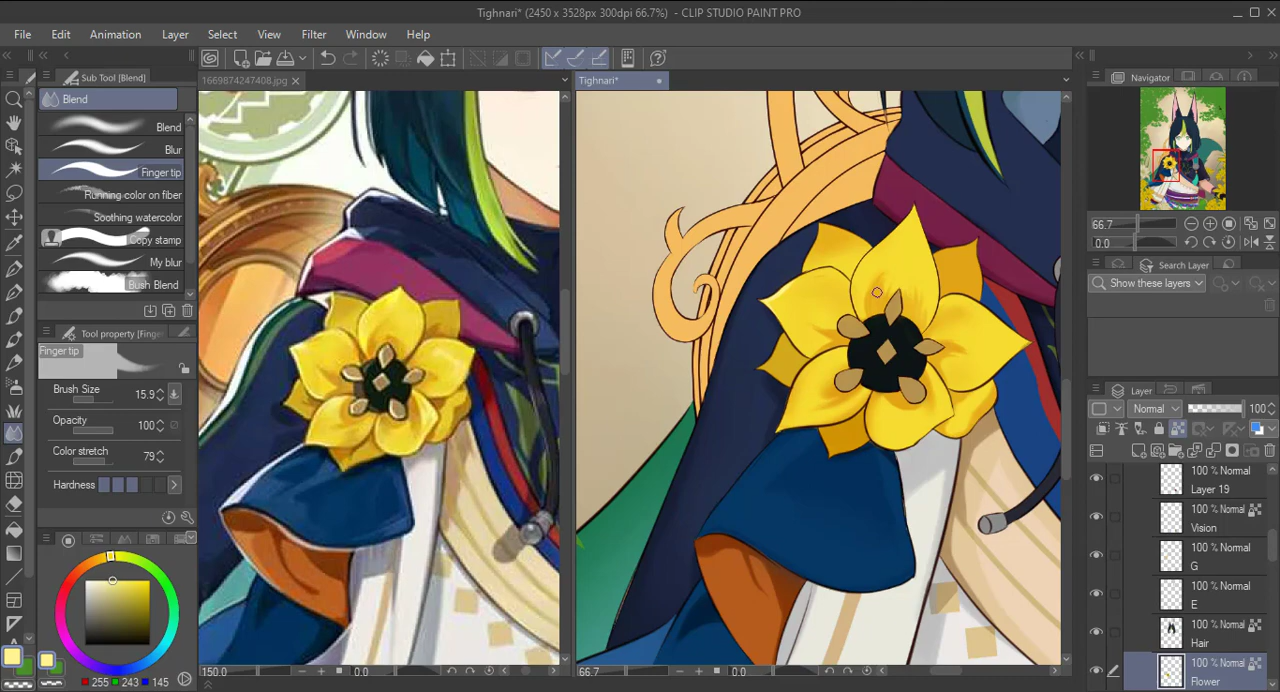 Tighnari* (2450 x 3528px 300dpi 66.7%) - CLIP STUDIO PAINT PRO
File Edit Animation Layer Select View Filter Window Help
Sub Tool [Blend]
Blend
Blend
Blur
Finger tip
Running color on fiber
Soothing watercolor
Copy stamp
My blur
Bush Blend
Tool property [Finger
Finger tip
Brush Size 15.9
Opacity 100
Color stretch 79
Hardness
255 243 145
1669874247408.jpg
Tighnari*
150.0 0.0
66.7 0.0
Navigator
66.7
0.0
Search Layer
Show these layers
Layer
Normal 100
100 % Normal
Layer 19
100 % Normal
Vision
100 % Normal
G
100 % Normal
E
100 % Normal
Hair
100 % Normal
Flower